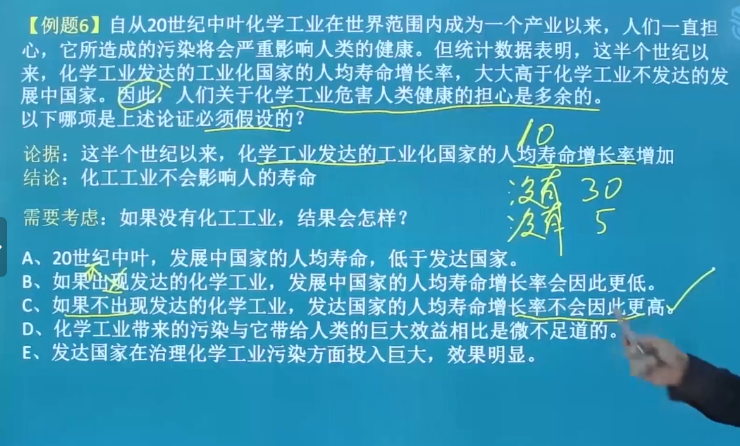 【例题6】自从20世纪中叶化学工业在世界范围内成为一个产业以来，人们一直担
心，它所造成的污染将会严重影响人类的健康。但统计数据表明，这半个世纪以
来，化学工业发达的工业化国家的人均寿命增长率，大大高于化学工业不发达的发
展中国家。因此，人们关于化学工业危害人类健康的担心是多余的。
以下哪项是上述论证必须假设的？
10
论据：这半个世纪以来，化学工业发达的工业化国家的人均寿命增长率增加
结论：化工工业不会影响人的寿命
没有 30
没有 5
需要考虑：如果没有化工工业，结果会怎样？
A、20世纪中叶，发展中国家的人均寿命，低于发达国家。
B、如果出现发达的化学工业，发展中国家的人均寿命增长率会因此更低。
C、如果不出现发达的化学工业，发达国家的人均寿命增长率不会因此更高。
D、化学工业带来的污染与它带给人类的巨大效益相比是微不足道的。
E、发达国家在治理化学工业污染方面投入巨大，效果明显。